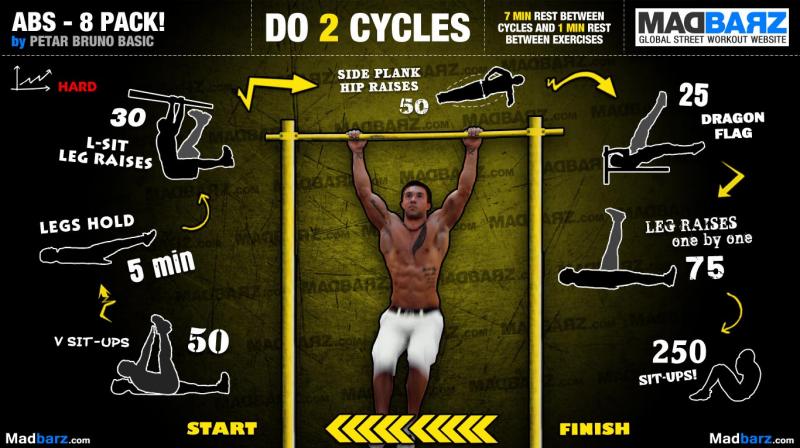 ABS - 8 PACK!
by PETAR BRUNO BASIC
DO 2 CYCLES
7 MIN REST BETWEEN
CYCLES AND 1 MIN REST
BETWEEN EXERCISES
MADBARZ
GLOBAL STREET WORKOUT WEBSITE
HARD
30
L-SIT
LEG RAISES
SIDE PLANK
HIP RAISES
50
25
DRAGON
FLAG
LEGS HOLD
5 min
LEG RAISES
one by one
75
V SIT-UPS
50
250
SIT-UPS!
START
FINISH
Madbarz.com
Madbarz.com